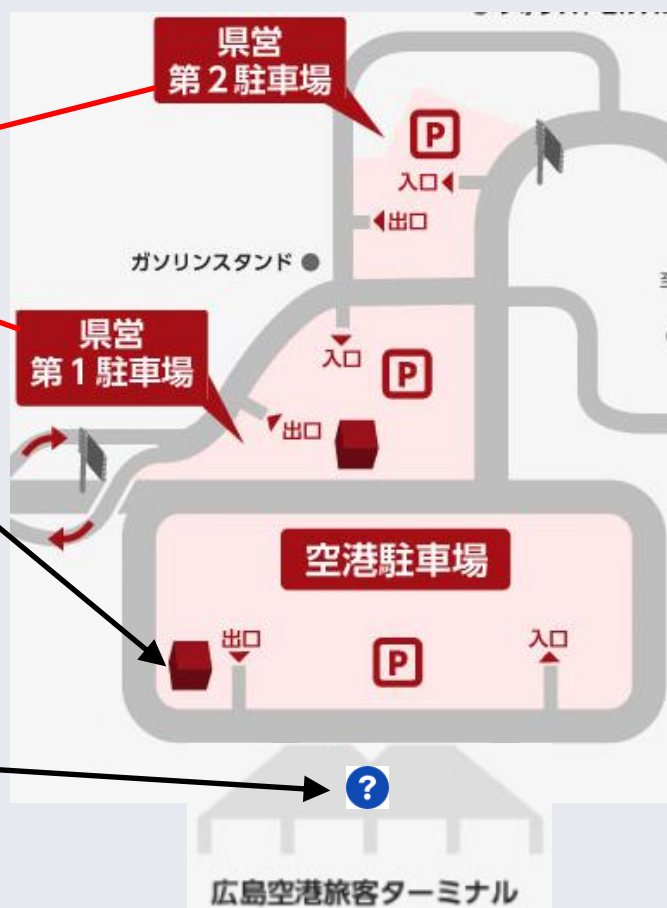 県営
第2駐車場
P
入口
出口
ガソリンスタンド
県営
第1駐車場
入口
P
出口
空港駐車場
出口
P
入口
?
広島空港旅客ターミナル